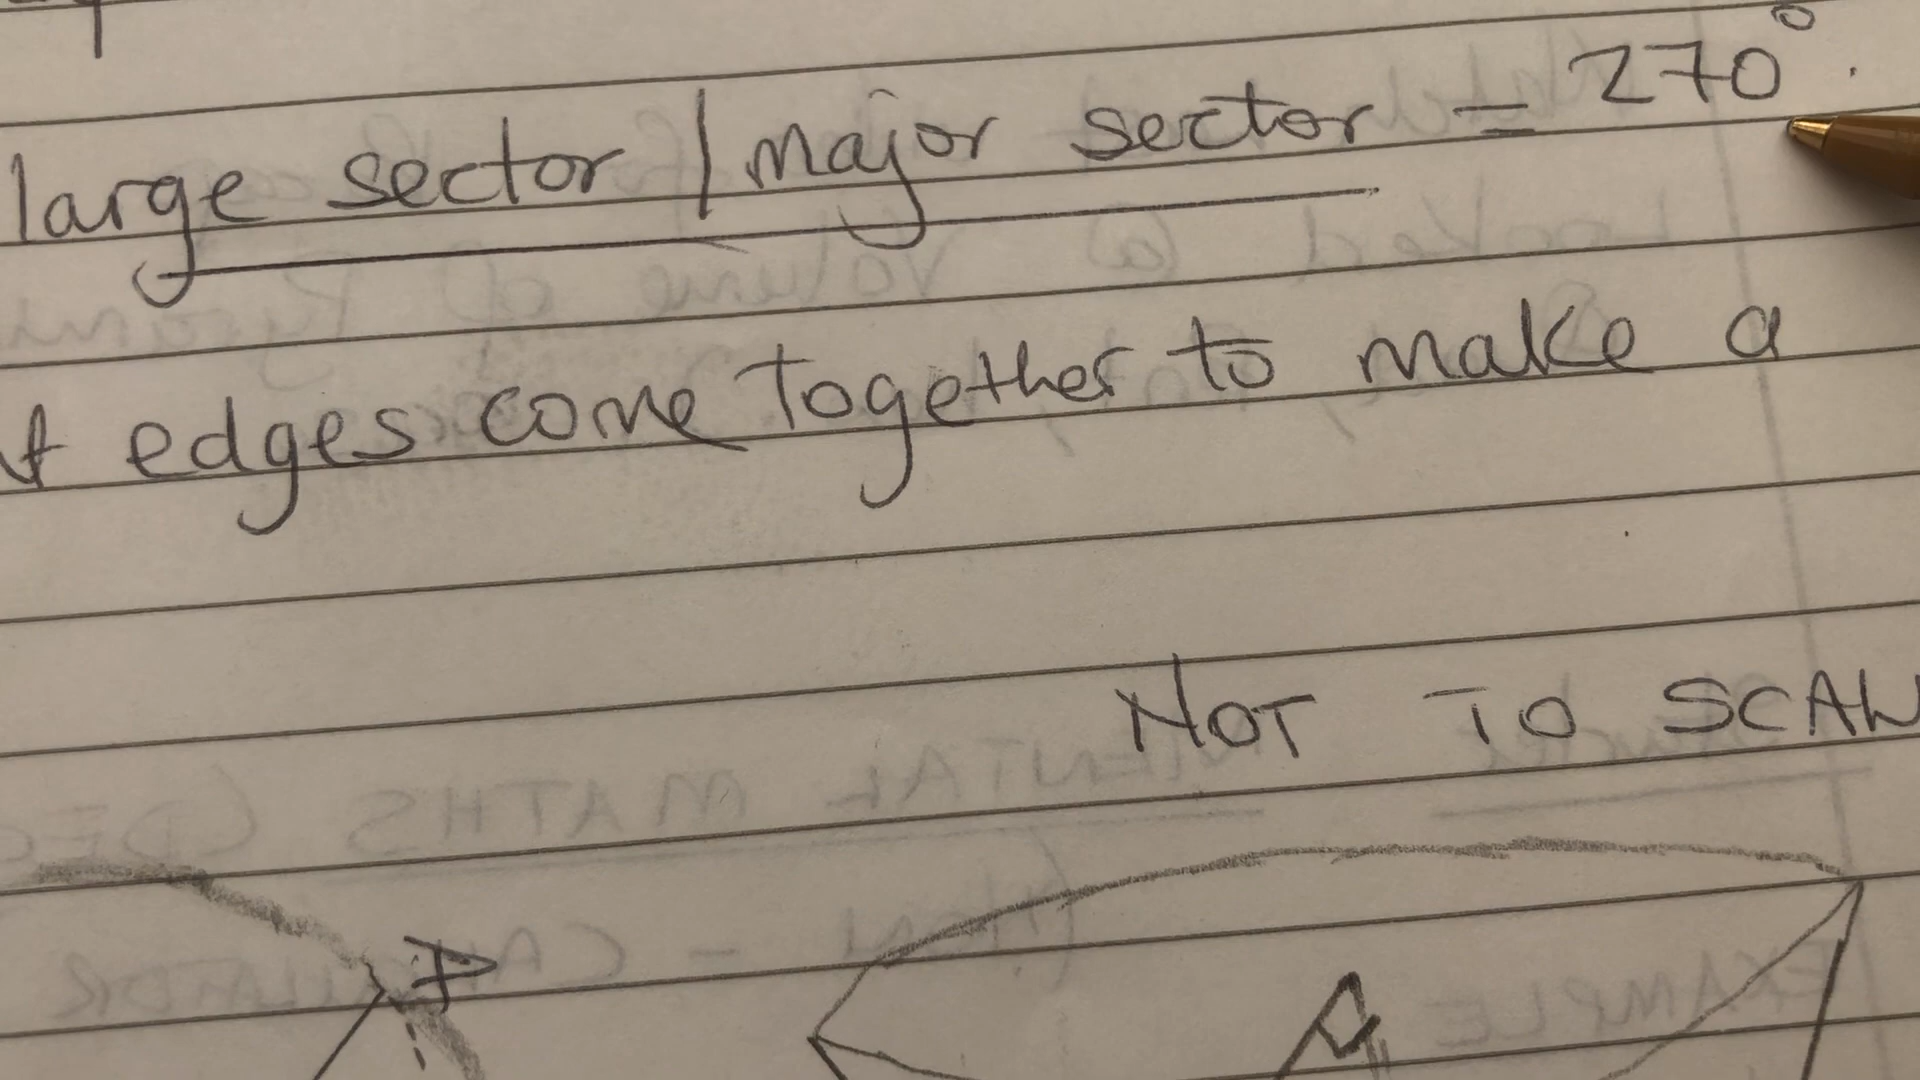 large sector / major sector = 270°.
edges come together to make a
NOT TO SCAL
A